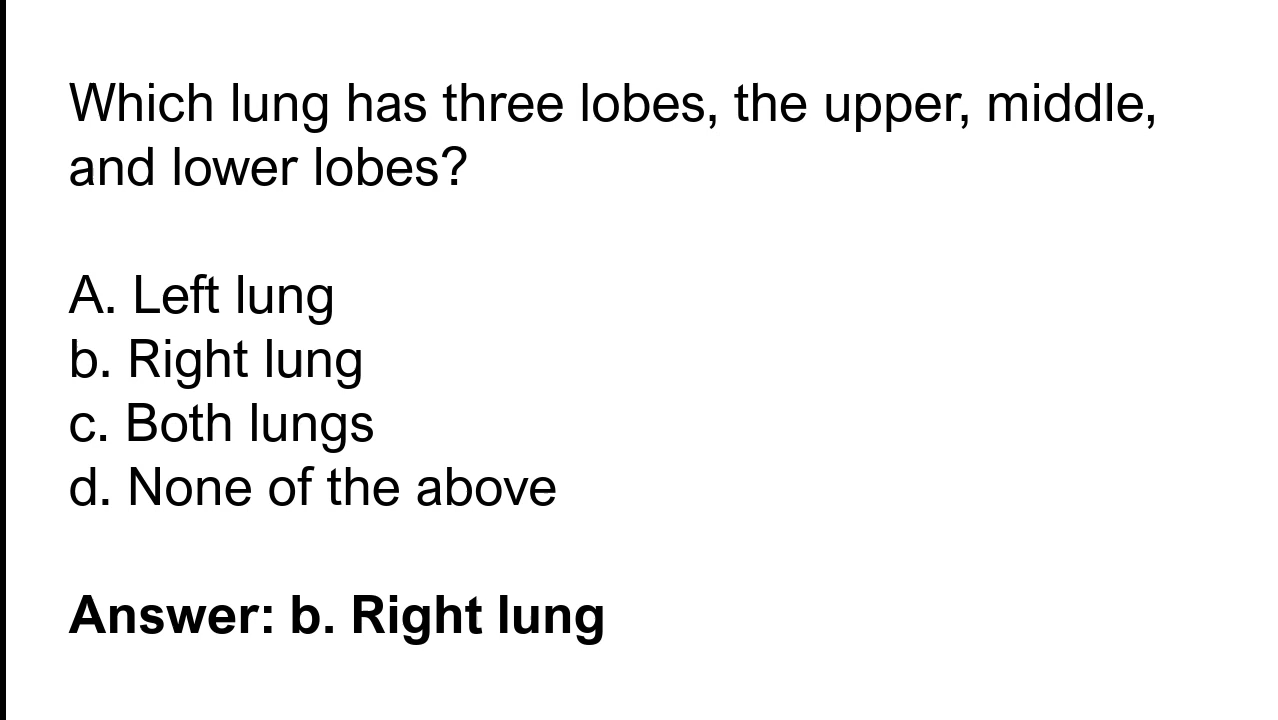 Which lung has three lobes, the upper, middle,
and lower lobes?
A. Left lung
b. Right lung
c. Both lungs
d. None of the above
Answer: b. Right lung